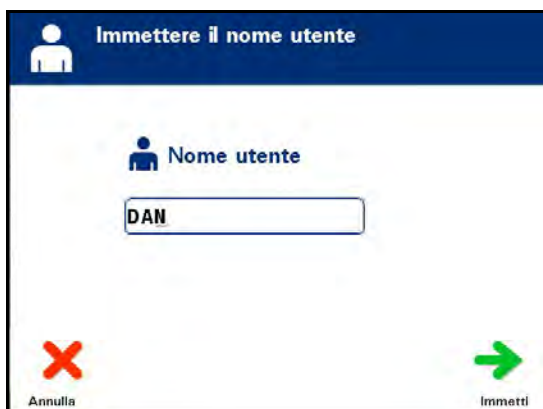 Immettere il nome utente
Nome utente
DAN
Annulla
Immetti